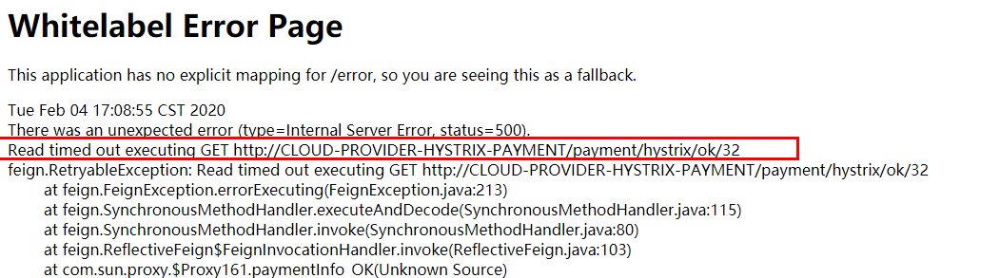 Whitelabel Error Page
This application has no explicit mapping for /error, so you are seeing this as a fallback.
Tue Feb 04 17:08:55 CST 2020
There was an unexpected error (type=Internal Server Error, status=500).
Read timed out executing GET http://CLOUD-PROVIDER-HYSTRIX-PAYMENT/payment/hystrix/ok/32
feign.RetryableException: Read timed out executing GET http://CLOUD-PROVIDER-HYSTRIX-PAYMENT/payment/hystrix/ok/32
at feign.FeignException.errorExecuting(FeignException.java:213)
at feign.SynchronousMethodHandler.executeAndDecode(SynchronousMethodHandler.java:115)
at feign.SynchronousMethodHandler.invoke(SynchronousMethodHandler.java:80)
at feign.ReflectiveFeign$FeignInvocationHandler.invoke(ReflectiveFeign.java:103)
at com.sun.proxy.$Proxy161.paymentInfo_OK(Unknown Source)